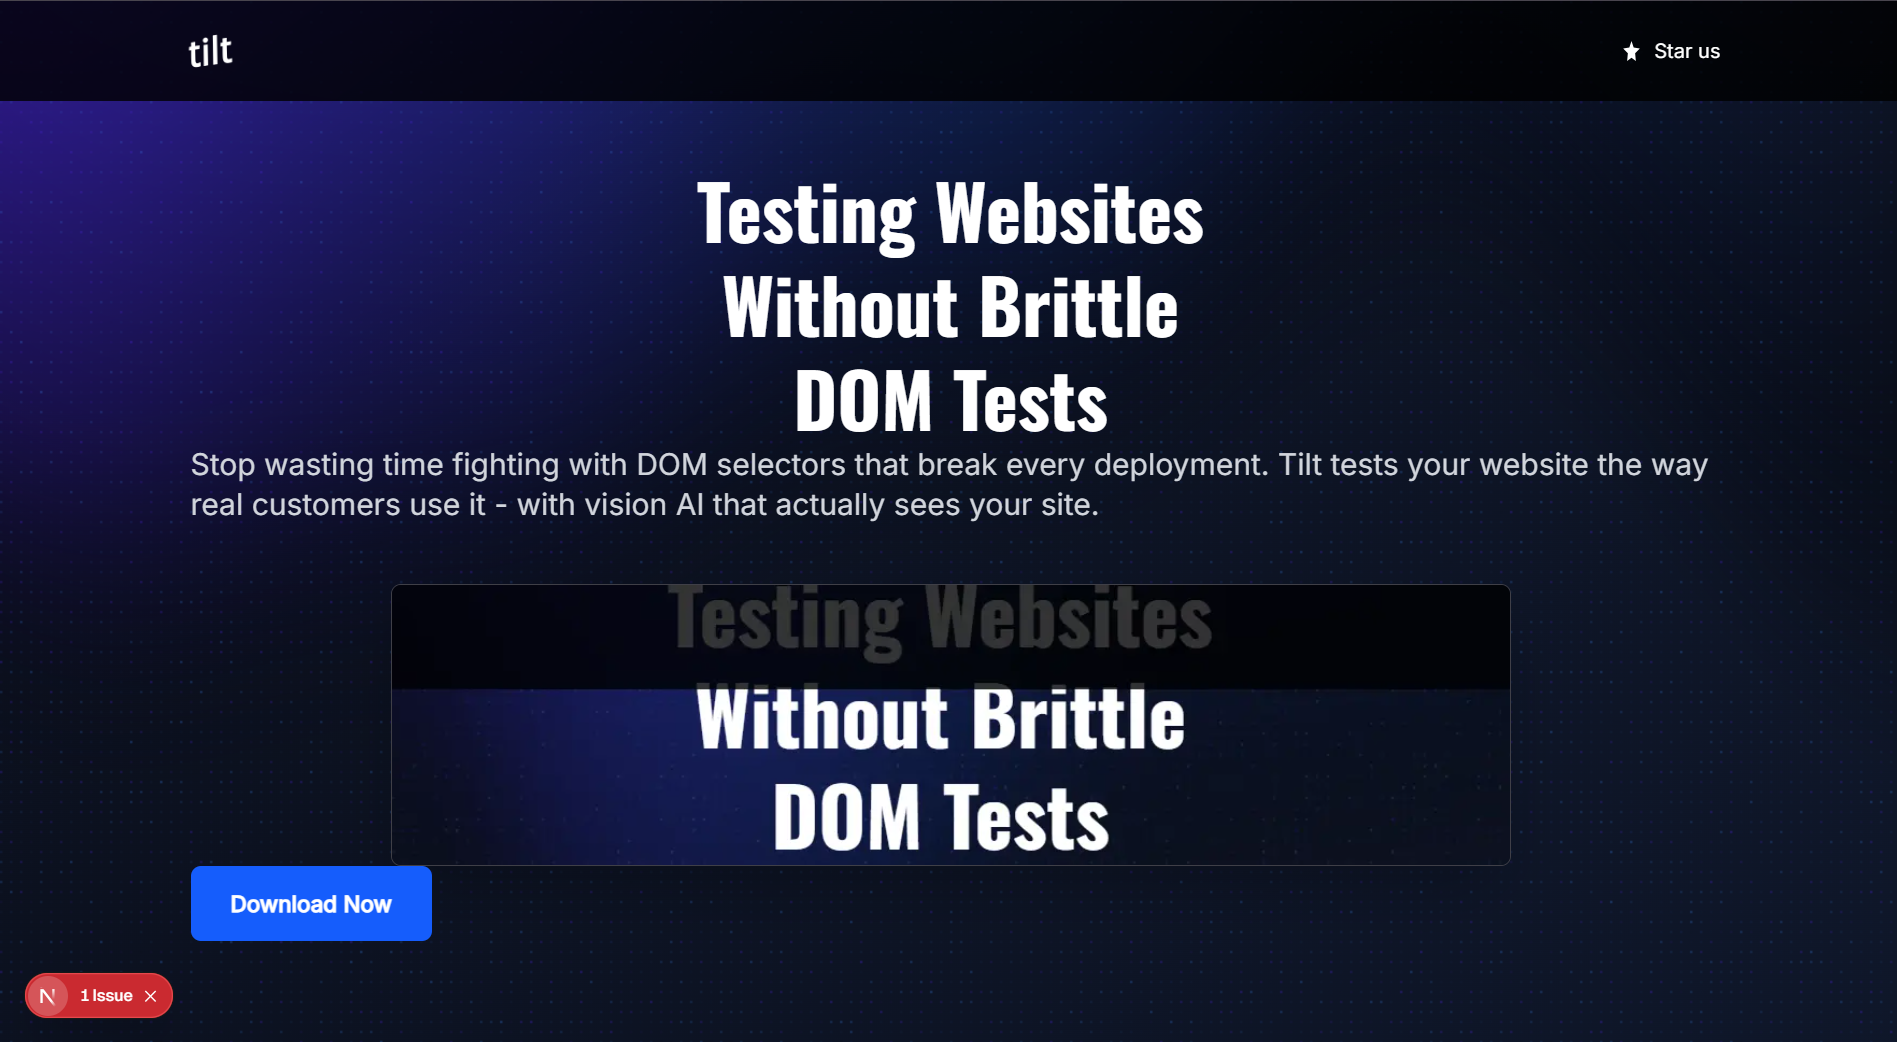 tilt
Star us
Testing Websites
Without Brittle
DOM Tests
Stop wasting time fighting with DOM selectors that break every deployment. Tilt tests your website the way
real customers use it - with vision AI that actually sees your site.
Testing Websites
Without Brittle
DOM Tests
Download Now
N 1 Issue